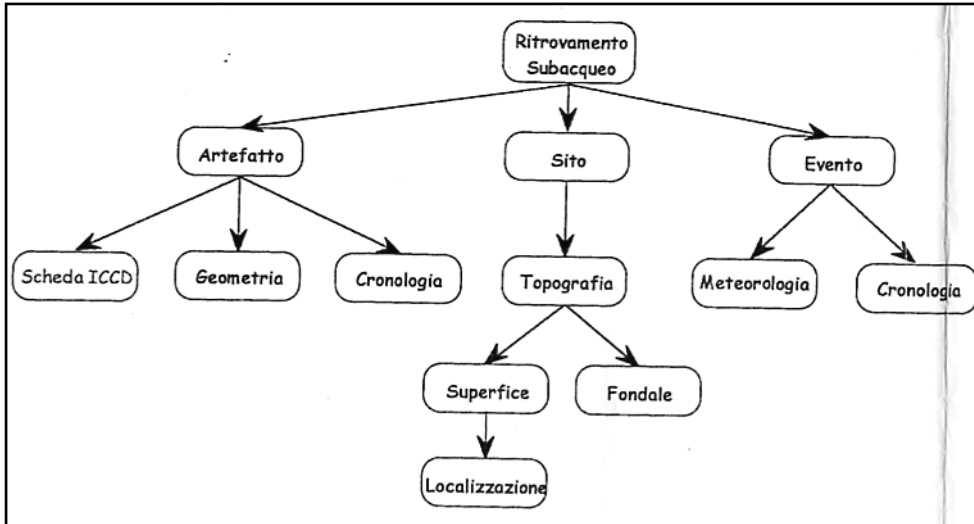 Ritrovamento
Subacqueo
Artefatto
Sito
Evento
Scheda ICCD
Geometria
Cronologia
Topografia
Meteorologia
Cronologia
Superfice
Fondale
Localizzazione